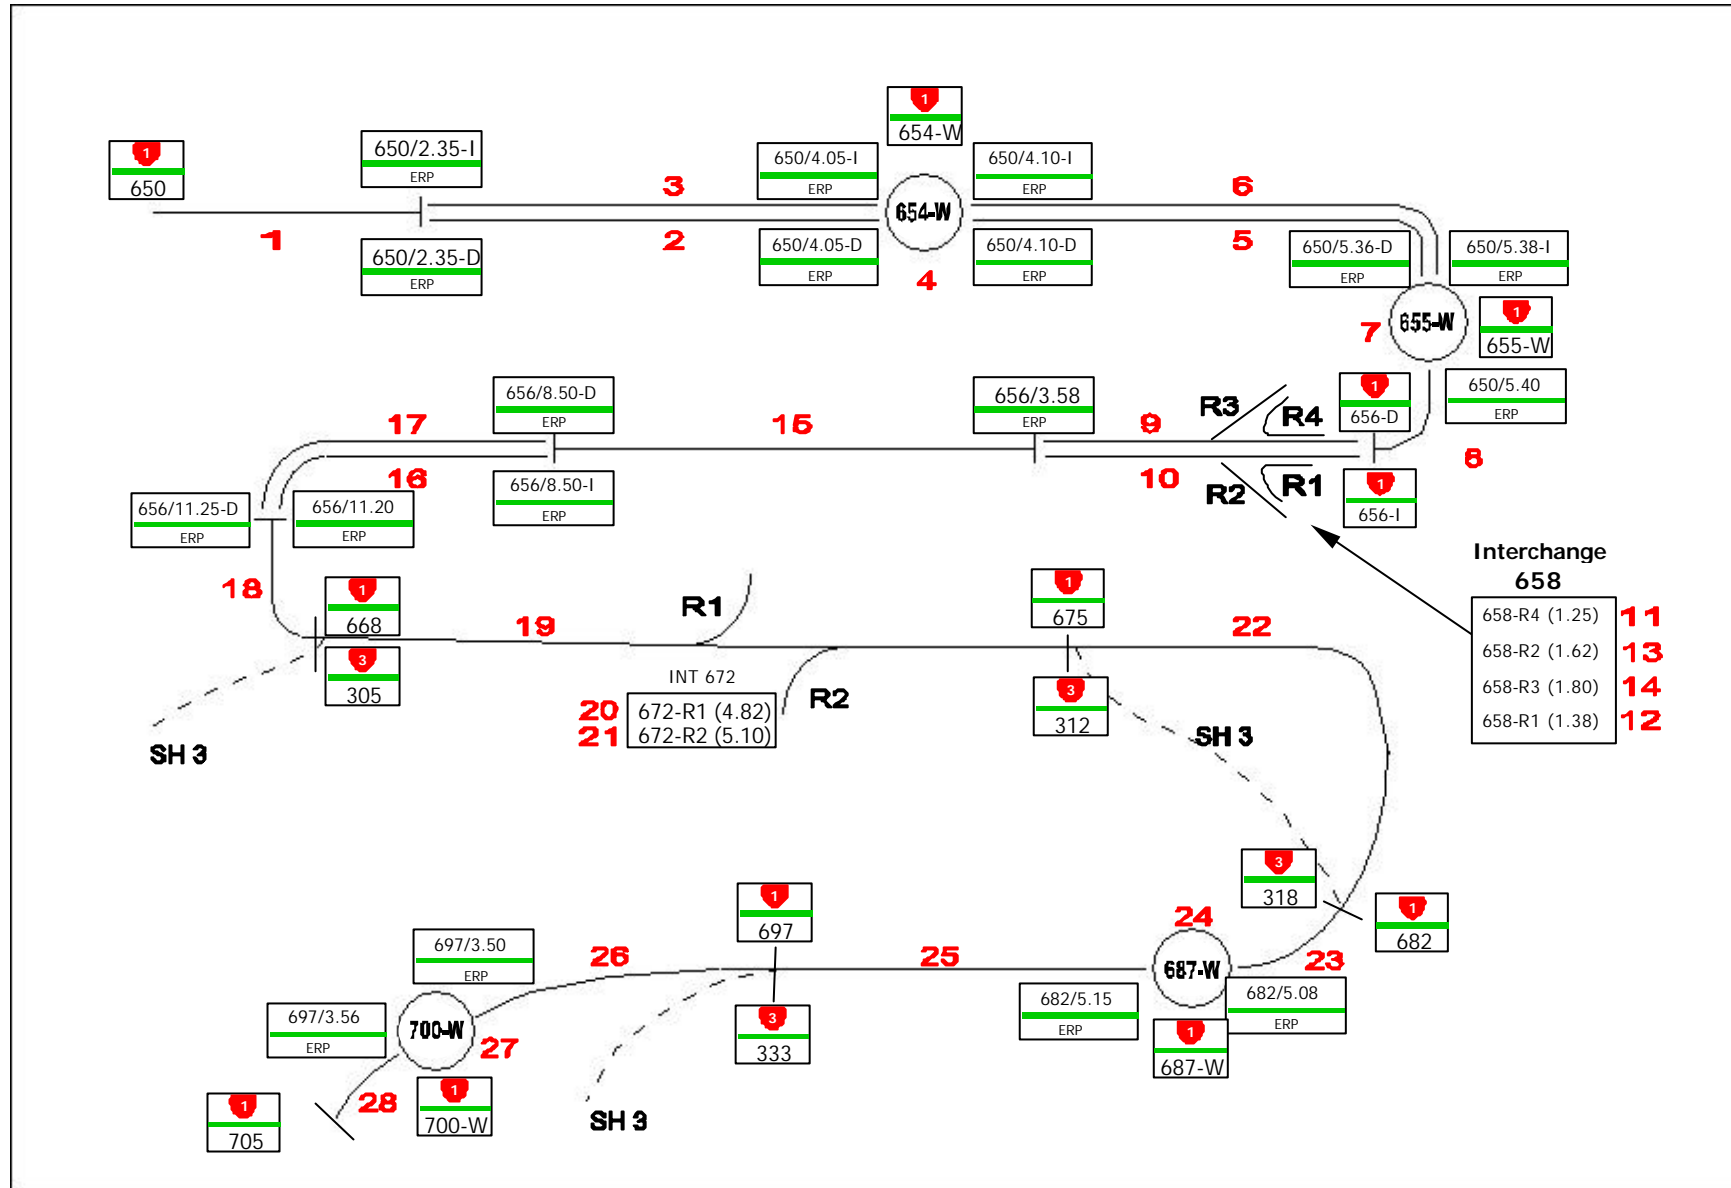 1
654-W
1
650
650/2.35-I
ERP
650/4.05-I
ERP
650/4.10-I
ERP
3
6
654-W
1
2
5
650/2.35-D
ERP
650/4.05-D
ERP
650/4.10-D
ERP
4
650/5.36-D
ERP
650/5.38-I
ERP
7
655-W
1
655-W
656/8.50-D
ERP
656/3.58
ERP
1
656-D
650/5.40
ERP
17
15
9
R3
R4
8
16
10
R2
R1
656/8.50-I
ERP
1
656-I
656/11.25-D
ERP
656/11.20
ERP
Interchange
658
658-R4 (1.25) 11
658-R2 (1.62) 13
658-R3 (1.80) 14
658-R1 (1.38) 12
18
1
668
19
R1
1
675
22
3
305
INT 672
20 672-R1 (4.82)
21 672-R2 (5.10)
R2
3
312
SH 3
SH 3
3
318
1
682
1
697
24
697/3.50
ERP
26
25
687-W
23
682/5.15
ERP
682/5.08
ERP
697/3.56
ERP
700-W
27
3
333
1
687-W
28
1
700-W
1
705
SH 3